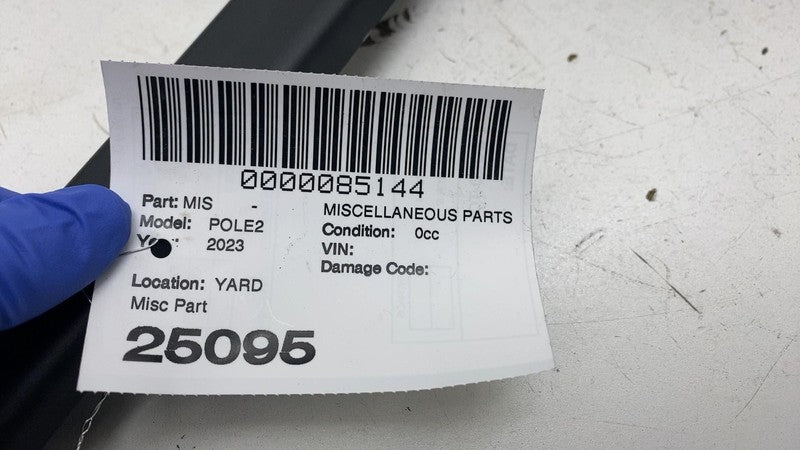 0000085144
Part: MIS -
MISCELLANEOUS PARTS
Model: POLE2
Condition: 0cc
2023
VIN:
Damage Code:
Location: YARD
Misc Part
25095